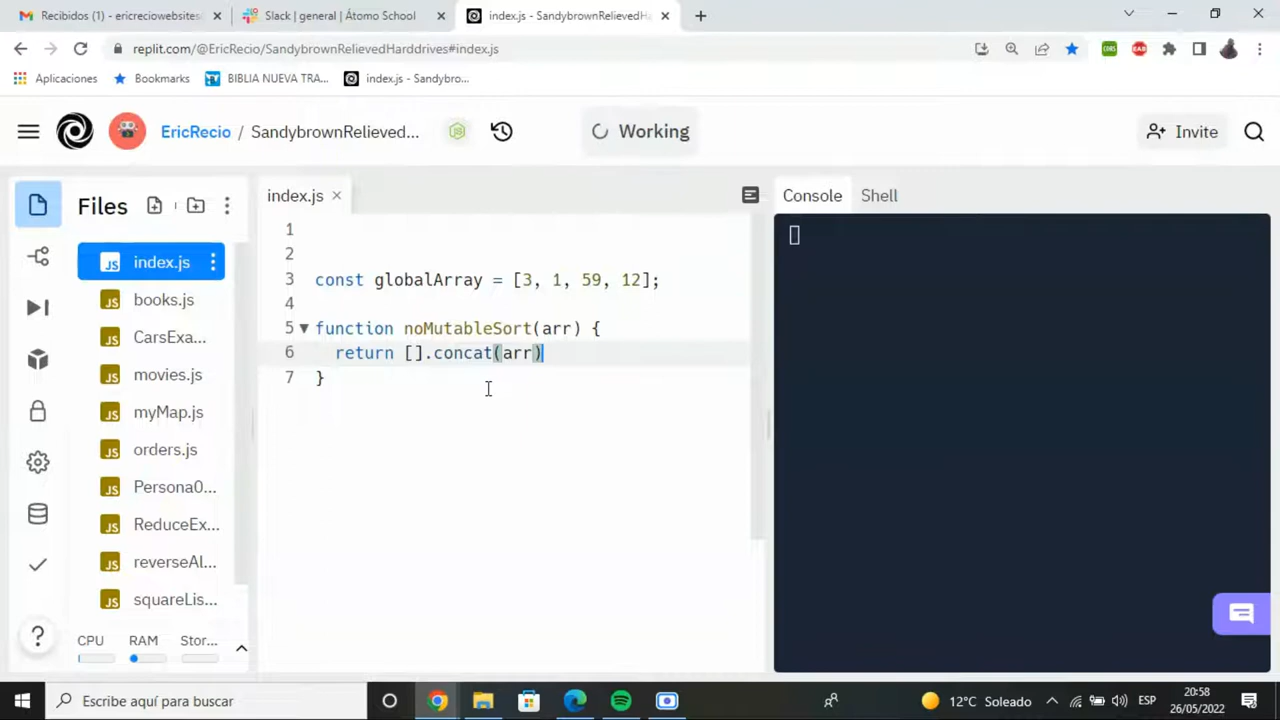 Recibidos (1) - ericreciowebsites
Slack | general | Átomo School
index.js - SandybrownRelievedHa
replit.com/@EricRecio/SandybrownRelievedHarddrives#index.js
Aplicaciones
Bookmarks
BIBLIA NUEVA TRA...
index.js - Sandybro...
EricRecio / SandybrownRelieved...
Working
Invite
Files
index.js
books.js
CarsExa...
movies.js
myMap.js
orders.js
Persona0...
ReduceEx...
reverseAl...
squareLis...
CPU RAM Stor...
index.js
1
2
3 const globalArray = [3, 1, 59, 12];
4
5 function noMutableSort(arr) {
6 return [].concat(arr)
7 }
Console Shell
Escribe aquí para buscar
12°C Soleado
ESP
20:58
26/05/2022